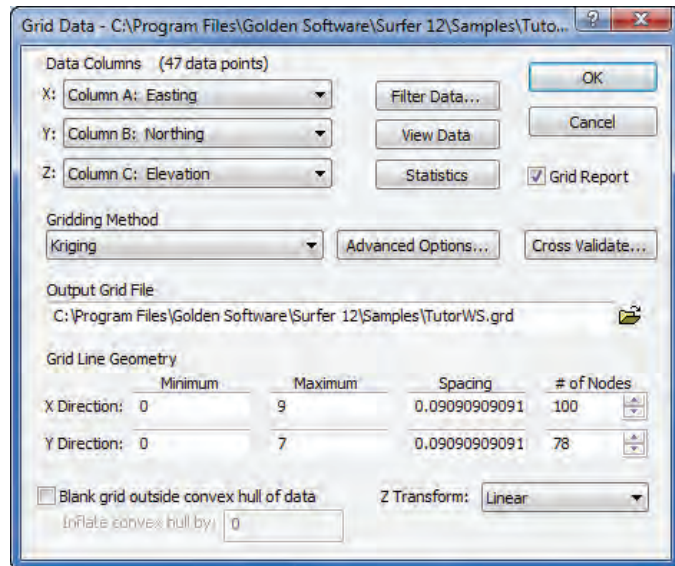 Grid Data - C:\Program Files\Golden Software\Surfer 12\Samples\Tuto...
Data Columns (47 data points)
OK
X: Column A: Easting
Filter Data...
Cancel
Y: Column B: Northing
View Data
Z: Column C: Elevation
Statistics
Grid Report
Gridding Method
Kriging
Advanced Options...
Cross Validate...
Output Grid File
C:\Program Files\Golden Software\Surfer 12\Samples\TutorWS.grd
Grid Line Geometry
Minimum Maximum Spacing # of Nodes
X Direction: 0 9 0.09090909091 100
Y Direction: 0 7 0.09090909091 78
Blank grid outside convex hull of data
Z Transform: Linear
Inflate convex hull by: 0